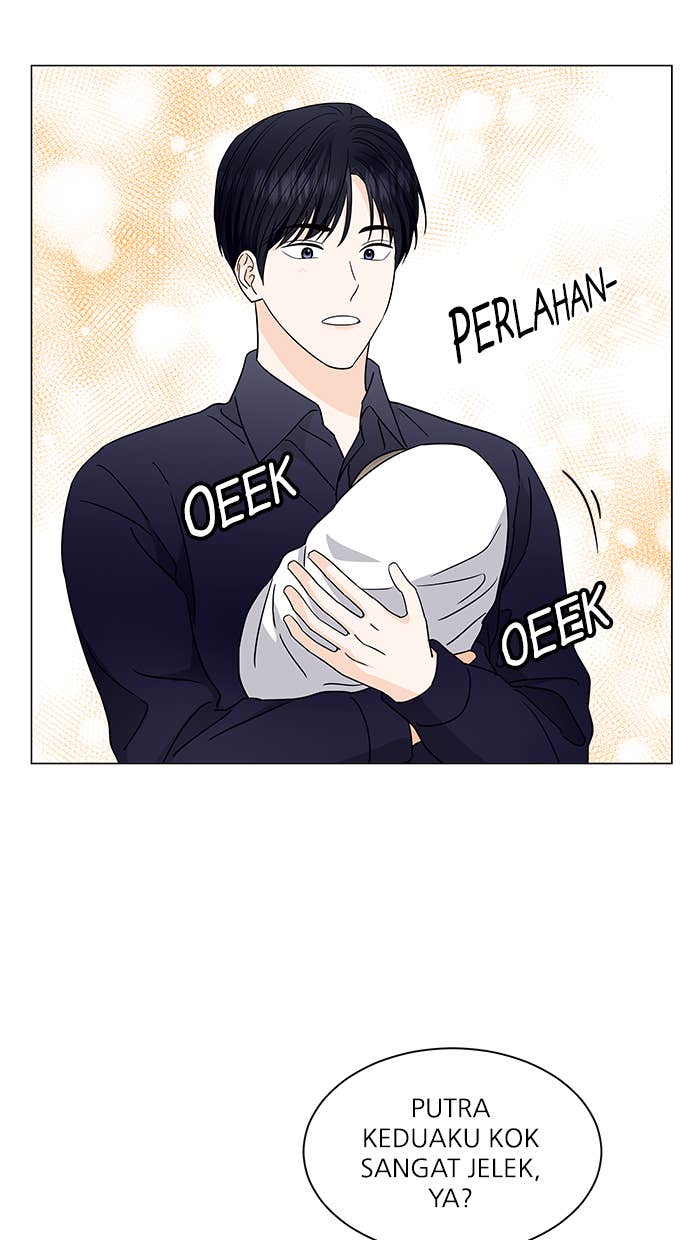 PERLAHAN-
OEEK
OEEK
PUTRA
KEDUAKU KOK
SANGAT JELEK,
YA?